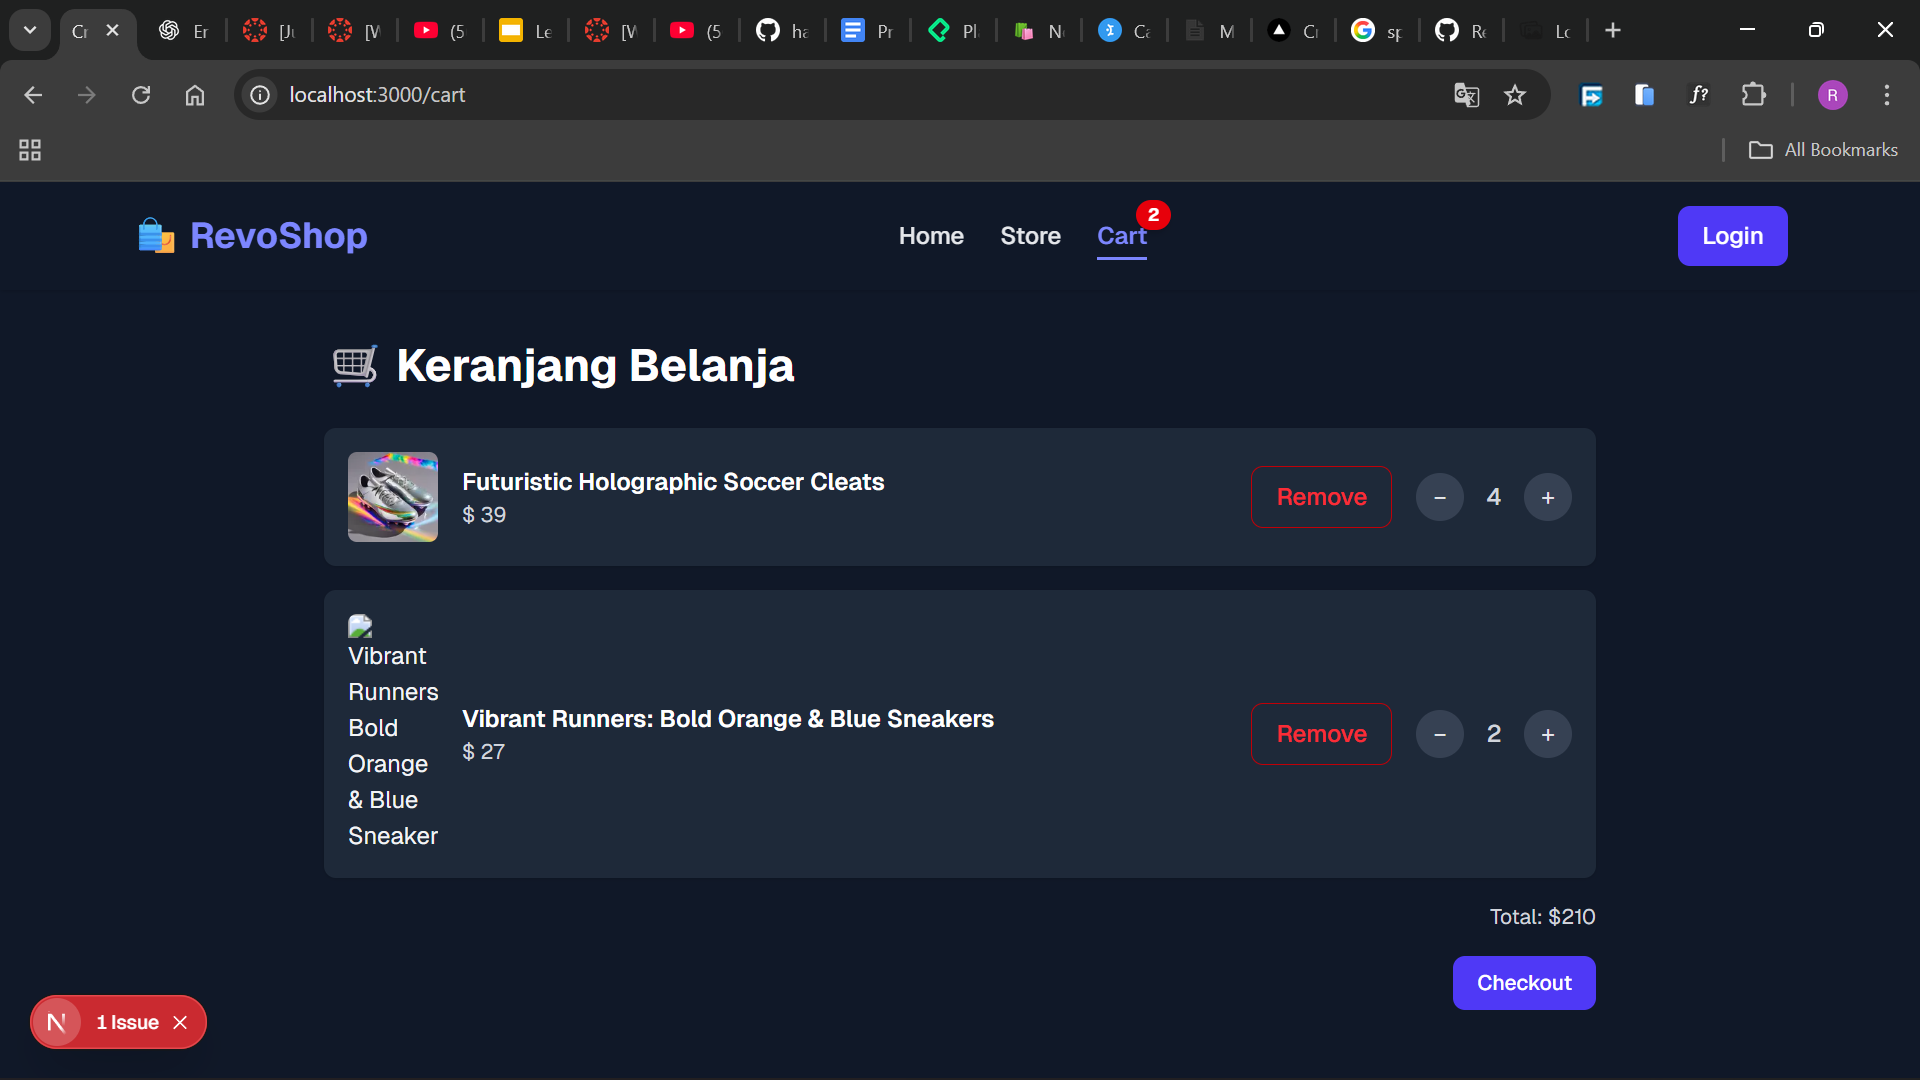 Cr
Er
[Ju
[W
(5
Le
[W
(5
ha
Pr
Pl
N
Ca
M
Cr
sp
Re
Lo
localhost:3000/cart
f?
R
All Bookmarks
RevoShop
Home
Store
Cart
2
Login
Keranjang Belanja
Futuristic Holographic Soccer Cleats
$ 39
Remove
−
4
+
Vibrant
Runners
Bold
Orange
& Blue
Sneaker
Vibrant Runners: Bold Orange & Blue Sneakers
$ 27
Remove
−
2
+
Total: $210
Checkout
N
1 Issue